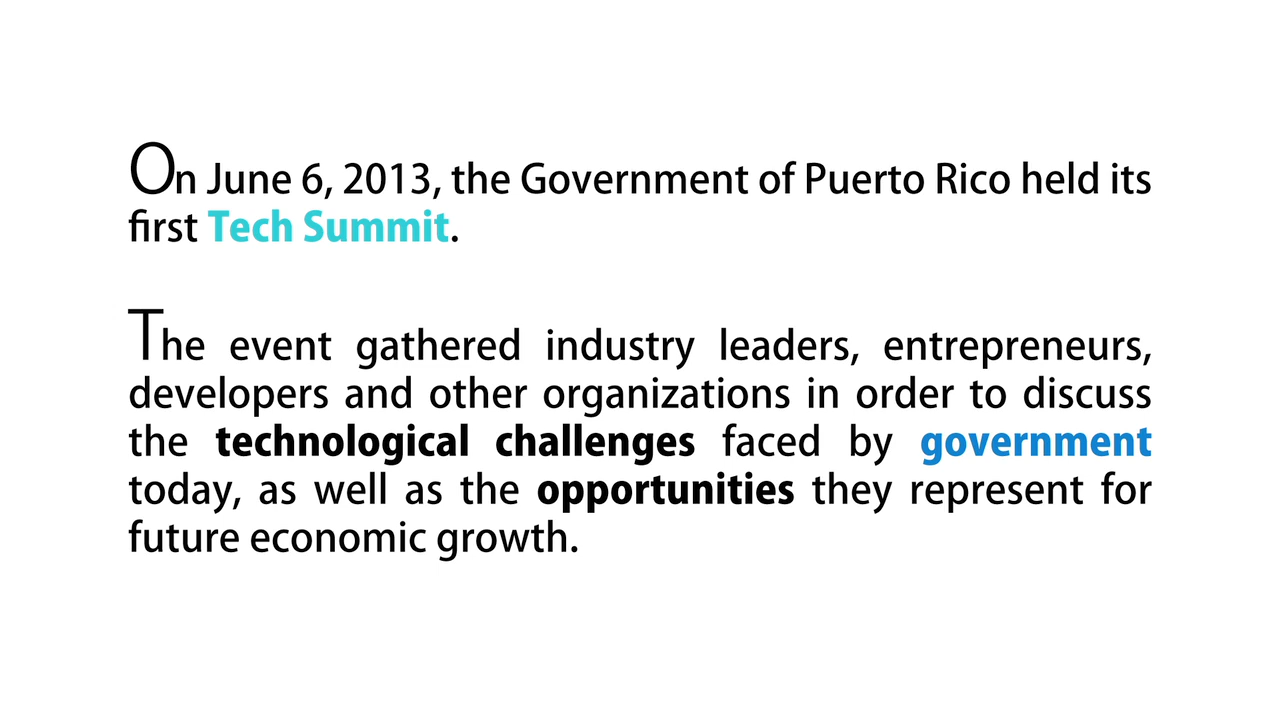 On June 6, 2013, the Government of Puerto Rico held its
first Tech Summit.
The event gathered industry leaders, entrepreneurs,
developers and other organizations in order to discuss
the technological challenges faced by government
today, as well as the opportunities they represent for
future economic growth.